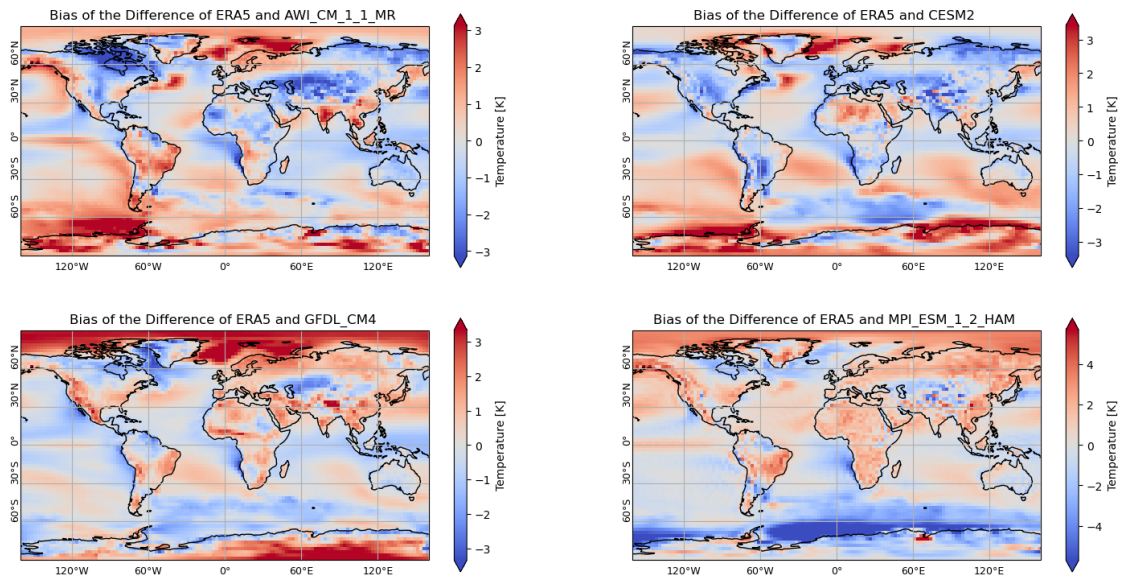 Bias of the Difference of ERA5 and AWI_CM_1_1_MR
60°N
30°N
0°
30°S
60°S
120°W 60°W 0° 60°E 120°E
3
2
1
0
−1
−2
−3
Temperature [K]
Bias of the Difference of ERA5 and CESM2
60°N
30°N
0°
30°S
60°S
120°W 60°W 0° 60°E 120°E
3
2
1
0
−1
−2
−3
Temperature [K]
Bias of the Difference of ERA5 and GFDL_CM4
60°N
30°N
0°
30°S
60°S
120°W 60°W 0° 60°E 120°E
3
2
1
0
−1
−2
−3
Temperature [K]
Bias of the Difference of ERA5 and MPI_ESM_1_2_HAM
60°N
30°N
0°
30°S
60°S
120°W 60°W 0° 60°E 120°E
4
2
0
−2
−4
Temperature [K]